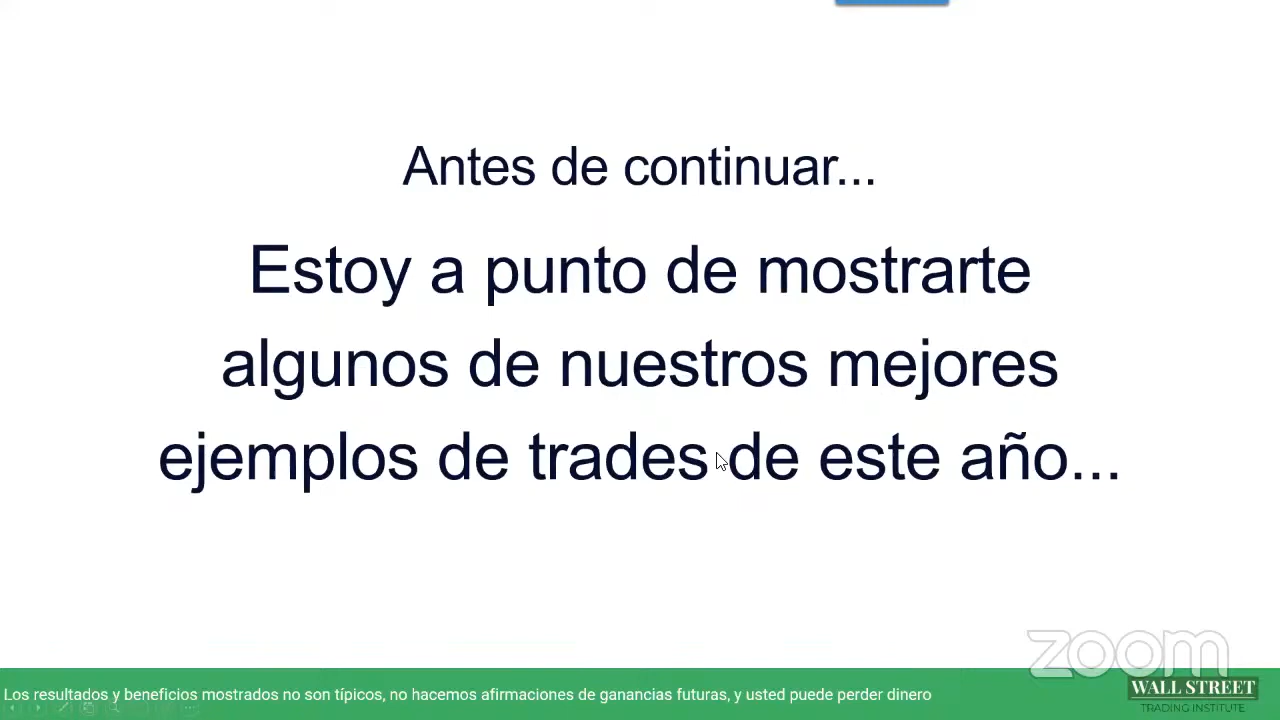 Antes de continuar...
Estoy a punto de mostrarte
algunos de nuestros mejores
ejemplos de trades de este año...
zoom
Los resultados y beneficios mostrados no son típicos, no hacemos afirmaciones de ganancias futuras, y usted puede perder dinero
WALL STREET
TRADING INSTITUTE